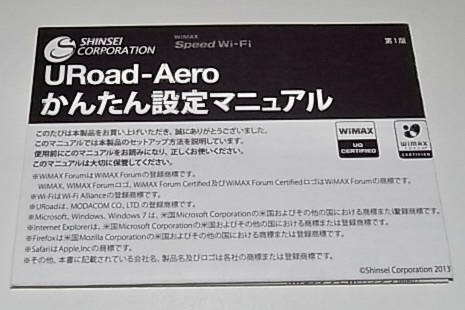 SHINSEI
CORPORATION
WiMAX
Speed Wi-Fi
第1版
URoad-Aero
かんたん設定マニュアル
このたびは本製品をお買い上げいただき、誠にありがとうございました。
このマニュアルでは本製品のセットアップ方法を説明しています。
使用前にこのマニュアルをお読みになり、正しくお使いください。
このマニュアルは大切に保管してください。
WiMAX
UQ
CERTIFIED
WiMAX
FORUM
CERTIFIED
※WiMAX ForumはWiMAX Forumの登録商標です。
WiMAX, WiMAX Forumロゴ, WiMAX Forum Certified及びWiMAX Forum CertifiedロゴはWiMAX Forumの商標です。
※Wi-FiはWi-Fi Allianceの登録商標です。
※URoadは、MODACOM CO., LTD.の登録商標です。
※Microsoft、Windows、Windows 7 は、米国Microsoft Corporationの米国およびその他の国における商標または登録商標です。
※Internet Explorerは、米国Microsoft Corporationの米国およびその他の国における商標または登録商標です。
※Firefoxは米国Mozilla Corporationの米国およびその他の国における商標または登録商標です。
※SafariはApple,Inc.の商標です。
※その他、本書に記載されている会社名、製品名及びロゴは各社の商標または登録商標です。
©Shinsei Corporation 2013